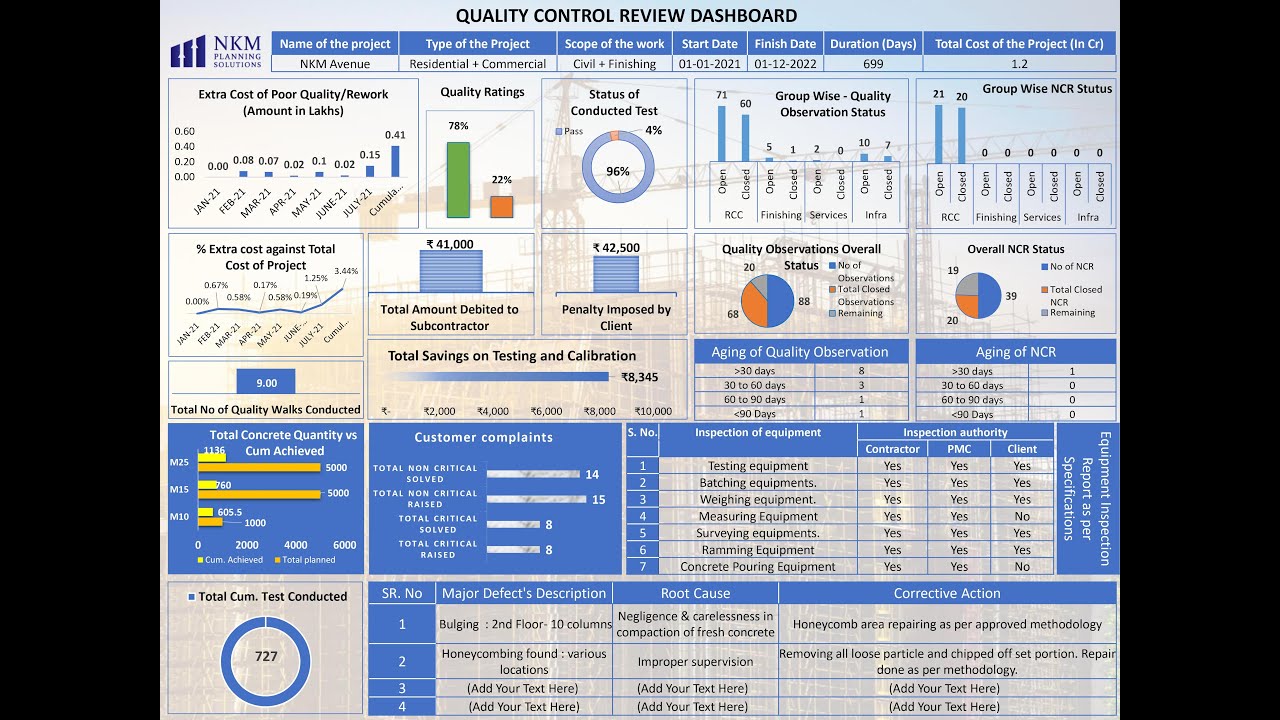 QUALITY CONTROL REVIEW DASHBOARD
NKM
PLANNING
SOLUTIONS
Name of the project Type of the Project Scope of the work Start Date Finish Date Duration (Days) Total Cost of the Project (In Cr)
NKM Avenue Residential + Commercial Civil + Finishing 01-01-2021 01-12-2022 699 1.2
Extra Cost of Poor Quality/Rework
(Amount in Lakhs)
0.60
0.40
0.20
0.00
0.00 0.08 0.07 0.02 0.1 0.02 0.15 0.41
JAN-21 FEB-21 MAR-21 APR-21 MAY-21 JUNE-21 JULY-21 Cumula...
Quality Ratings
78%
22%
Status of
Conducted Test
Pass
4%
96%
Group Wise - Quality
Observation Status
71 60 5 1 2 0 10 7
Open Closed Open Closed Open Closed Open Closed
RCC Finishing Services Infra
Group Wise NCR Stutus
21 20 0 0 0 0 0 0
Open Closed Open Closed Open Closed Open Closed
RCC Finishing Services Infra
% Extra cost against Total
Cost of Project
0.00% 0.67% 0.58% 0.17% 0.58% 0.19% 1.25% 3.44%
JAN-21 FEB-21 MAR-21 APR-21 MAY-21 JUNE-... JULY-21 Cumul...
₹ 41,000
Total Amount Debited to
Subcontractor
₹ 42,500
Penalty Imposed by
Client
Quality Observations Overall
Status
20
88
68
No of
Observations
Total Closed
Observations
Remaining
Overall NCR Status
19
39
20
No of NCR
Total Closed
NCR
Remaining
9.00
Total No of Quality Walks Conducted
Total Savings on Testing and Calibration
₹8,345
₹- ₹2,000 ₹4,000 ₹6,000 ₹8,000 ₹10,000
Aging of Quality Observation
>30 days 8
30 to 60 days 3
60 to 90 days 1
<90 Days 1
Aging of NCR
>30 days 1
30 to 60 days 0
60 to 90 days 0
<90 Days 0
Total Concrete Quantity vs
Cum Achieved
M25 1136 5000
M15 760 5000
M10 605.5 1000
0 2000 4000 6000
Cum. Achieved Total planned
Customer complaints
TOTAL NON CRITICAL
SOLVED
14
TOTAL NON CRITICAL
RAISED
15
TOTAL CRITICAL
SOLVED
8
TOTAL CRITICAL
RAISED
8
S. No. Inspection of equipment Inspection authority
Contractor PMC Client
1 Testing equipment Yes Yes Yes
2 Batching equipments. Yes Yes Yes
3 Weighing equipment. Yes Yes Yes
4 Measuring Equipment Yes Yes No
5 Surveying equipments. Yes Yes Yes
6 Ramming Equipment Yes Yes Yes
7 Concrete Pouring Equipment Yes Yes No
Equipment Inspection
Report as per
Specifications
Total Cum. Test Conducted
727
SR. No Major Defect's Description Root Cause Corrective Action
1 Bulging : 2nd Floor- 10 columns Negligence & carelessness in compaction of fresh concrete Honeycomb area repairing as per approved methodology
2 Honeycombing found : various locations Improper supervision Removing all loose particle and chipped off set portion. Repair done as per methodology.
3 (Add Your Text Here) (Add Your Text Here) (Add Your Text Here)
4 (Add Your Text Here) (Add Your Text Here) (Add Your Text Here)